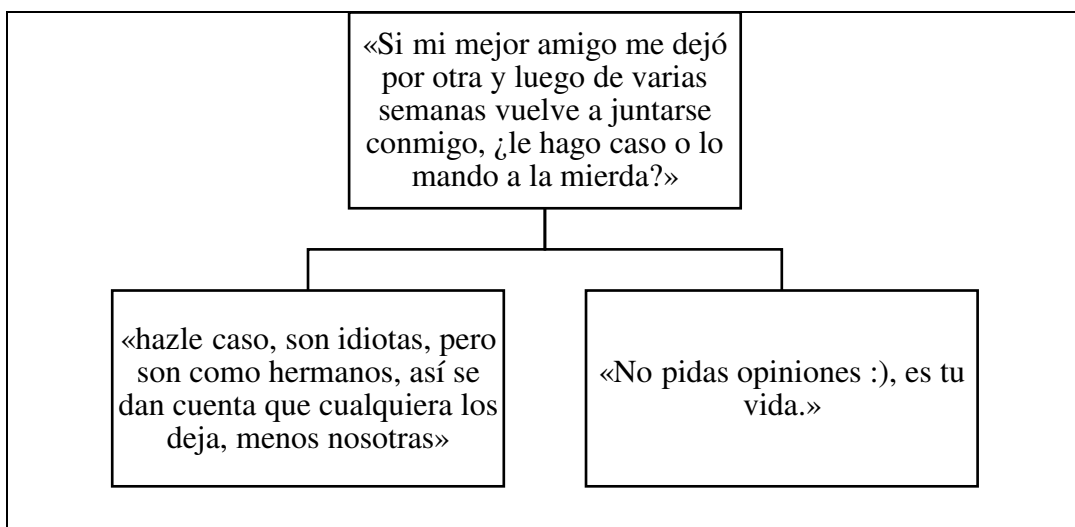 «Si mi mejor amigo me dejó
por otra y luego de varias
semanas vuelve a juntarse
conmigo, ¿le hago caso o lo
mando a la mierda?»
«hazle caso, son idiotas, pero
son como hermanos, así se
dan cuenta que cualquiera los
deja, menos nosotras»
«No pidas opiniones :), es tu
vida.»